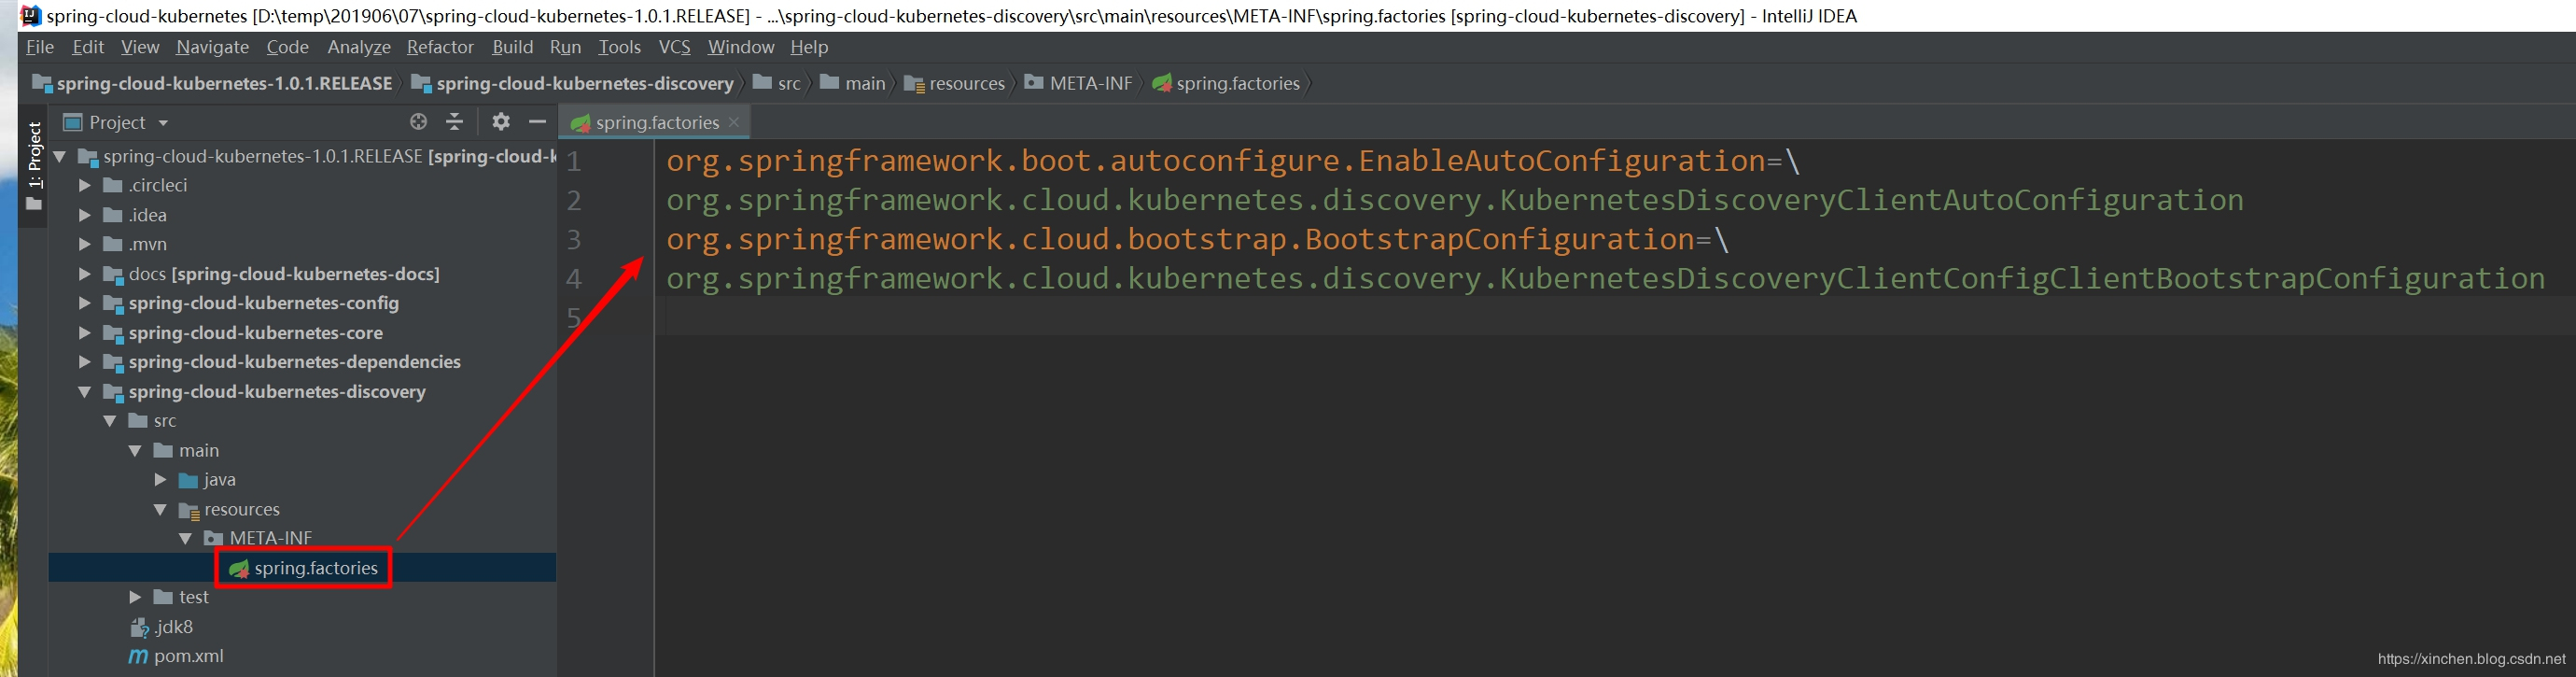 spring-cloud-kubernetes [D:\temp\201906\07\spring-cloud-kubernetes-1.0.1.RELEASE] - ...\spring-cloud-kubernetes-discovery\src\main\resources\META-INF\spring.factories [spring-cloud-kubernetes-discovery] - IntelliJ IDEA
File Edit View Navigate Code Analyze Refactor Build Run Tools VCS Window Help
spring-cloud-kubernetes-1.0.1.RELEASE spring-cloud-kubernetes-discovery src main resources META-INF spring.factories
1: Project
Project
spring-cloud-kubernetes-1.0.1.RELEASE [spring-cloud-k
.circleci
.idea
.mvn
docs [spring-cloud-kubernetes-docs]
spring-cloud-kubernetes-config
spring-cloud-kubernetes-core
spring-cloud-kubernetes-dependencies
spring-cloud-kubernetes-discovery
src
main
java
resources
META-INF
spring.factories
test
.jdk8
pom.xml
spring.factories
1 org.springframework.boot.autoconfigure.EnableAutoConfiguration=\
2 org.springframework.cloud.kubernetes.discovery.KubernetesDiscoveryClientAutoConfiguration
3 org.springframework.cloud.bootstrap.BootstrapConfiguration=\
4 org.springframework.cloud.kubernetes.discovery.KubernetesDiscoveryClientConfigClientBootstrapConfiguration
5
https://xinchen.blog.csdn.net